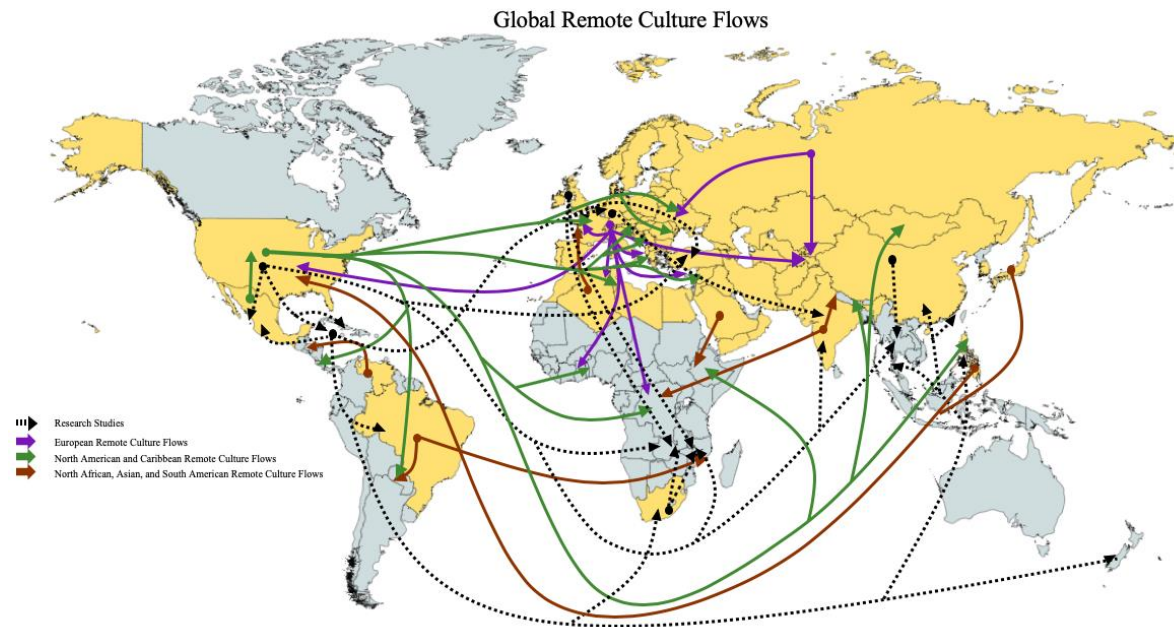 Global Remote Culture Flows
Research Studies
European Remote Culture Flows
North American and Caribbean Remote Culture Flows
North African, Asian, and South American Remote Culture Flows